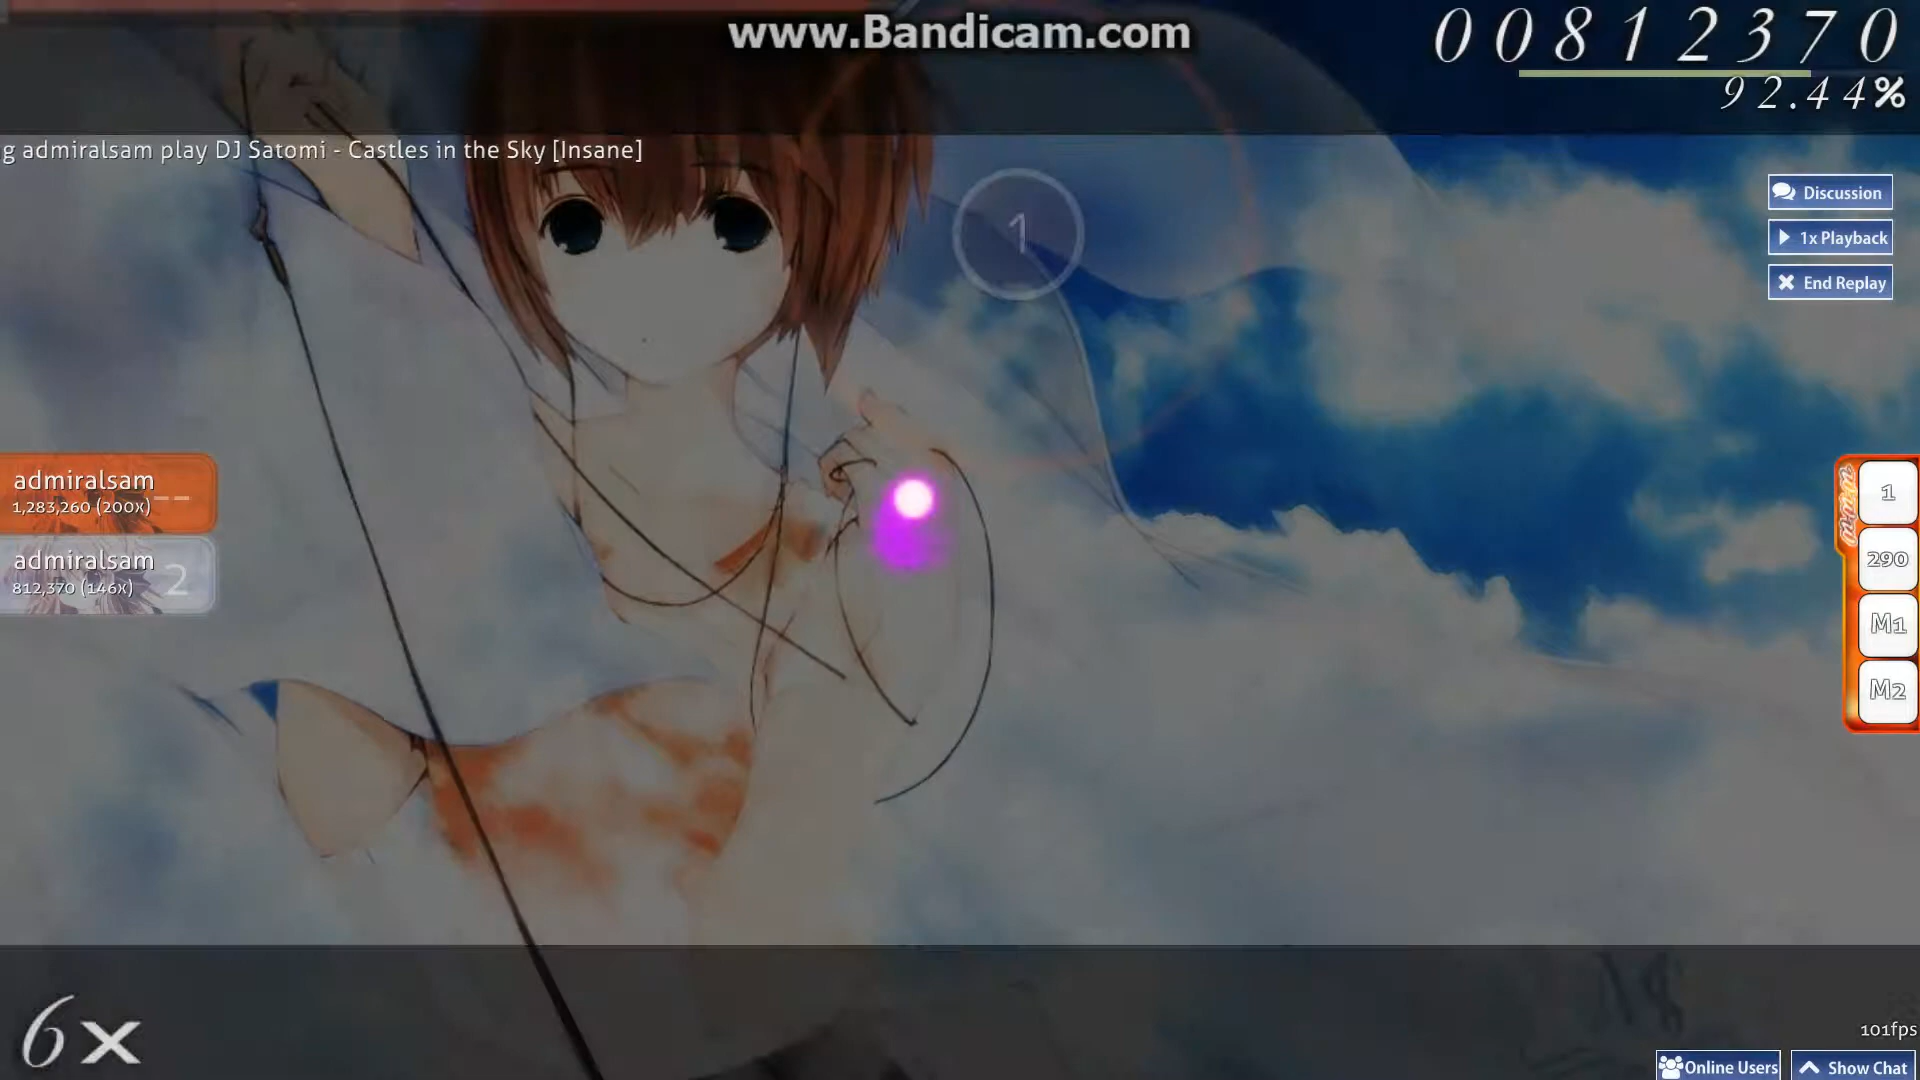 www.Bandicam.com
00812370
92.44%
g admiralsam play DJ Satomi - Castles in the Sky [Insane]
Discussion
1x Playback
End Replay
1
admiralsam
1,283,260 (200x)
--
admiralsam
812,370 (146x)
2
1
290
M1
M2
6x
101fps
Online Users
Show Chat